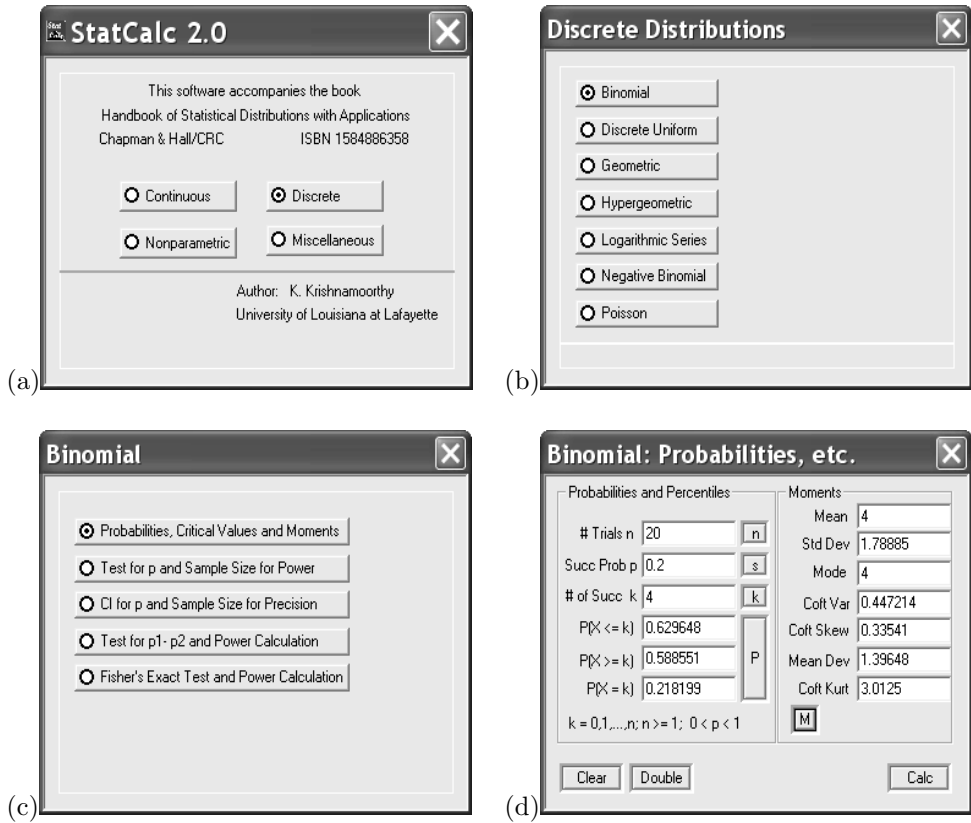 StatCalc 2.0
This software accompanies the book
Handbook of Statistical Distributions with Applications
Chapman & Hall/CRC ISBN 1584886358
Continuous Discrete
Nonparametric Miscellaneous
Author: K. Krishnamoorthy
University of Louisiana at Lafayette
(a)
Discrete Distributions
Binomial
Discrete Uniform
Geometric
Hypergeometric
Logarithmic Series
Negative Binomial
Poisson
(b)
Binomial
Probabilities, Critical Values and Moments
Test for p and Sample Size for Power
CI for p and Sample Size for Precision
Test for p1- p2 and Power Calculation
Fisher's Exact Test and Power Calculation
(c)
Binomial: Probabilities, etc.
Probabilities and Percentiles
# Trials n 20 n
Succ Prob p 0.2 s
# of Succ k 4 k
P(X <= k) 0.629648
P(X >= k) 0.588551 P
P(X = k) 0.218199
k = 0,1,...,n; n >= 1; 0 < p < 1
Moments
Mean 4
Std Dev 1.78885
Mode 4
Coft Var 0.447214
Coft Skew 0.33541
Mean Dev 1.39648
Coft Kurt 3.0125
M
Clear Double Calc
(d)